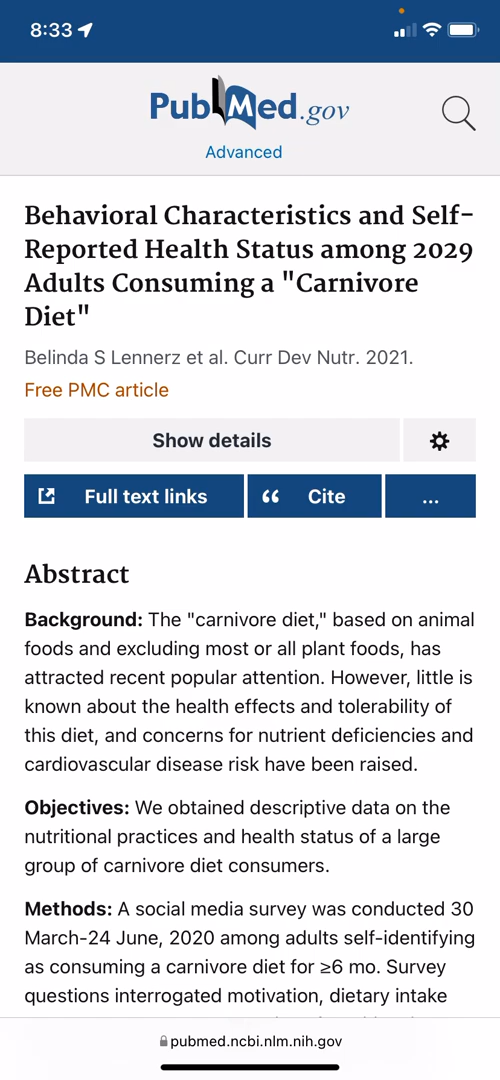 8:33
PubMed.gov
Advanced
Behavioral Characteristics and Self-
Reported Health Status among 2029
Adults Consuming a "Carnivore
Diet"
Belinda S Lennerz et al. Curr Dev Nutr. 2021.
Free PMC article
Show details
Full text links
Cite
...
Abstract
Background: The "carnivore diet," based on animal
foods and excluding most or all plant foods, has
attracted recent popular attention. However, little is
known about the health effects and tolerability of
this diet, and concerns for nutrient deficiencies and
cardiovascular disease risk have been raised.
Objectives: We obtained descriptive data on the
nutritional practices and health status of a large
group of carnivore diet consumers.
Methods: A social media survey was conducted 30
March-24 June, 2020 among adults self-identifying
as consuming a carnivore diet for ≥6 mo. Survey
questions interrogated motivation, dietary intake
pubmed.ncbi.nlm.nih.gov